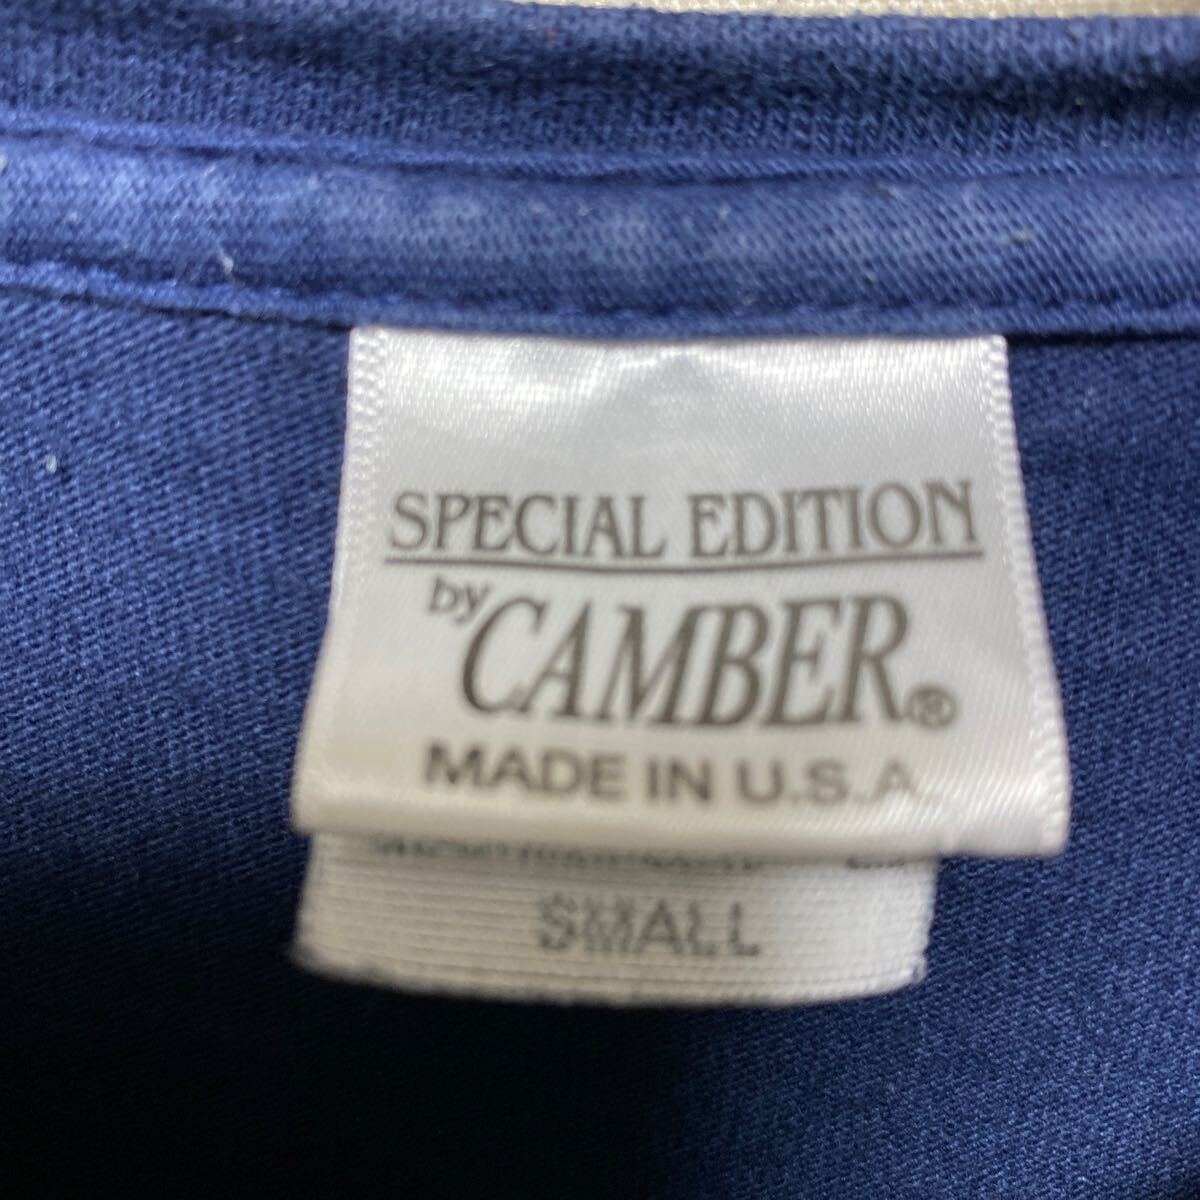 SPECIAL EDITION
by CAMBER®
MADE IN U.S.A.
SMALL